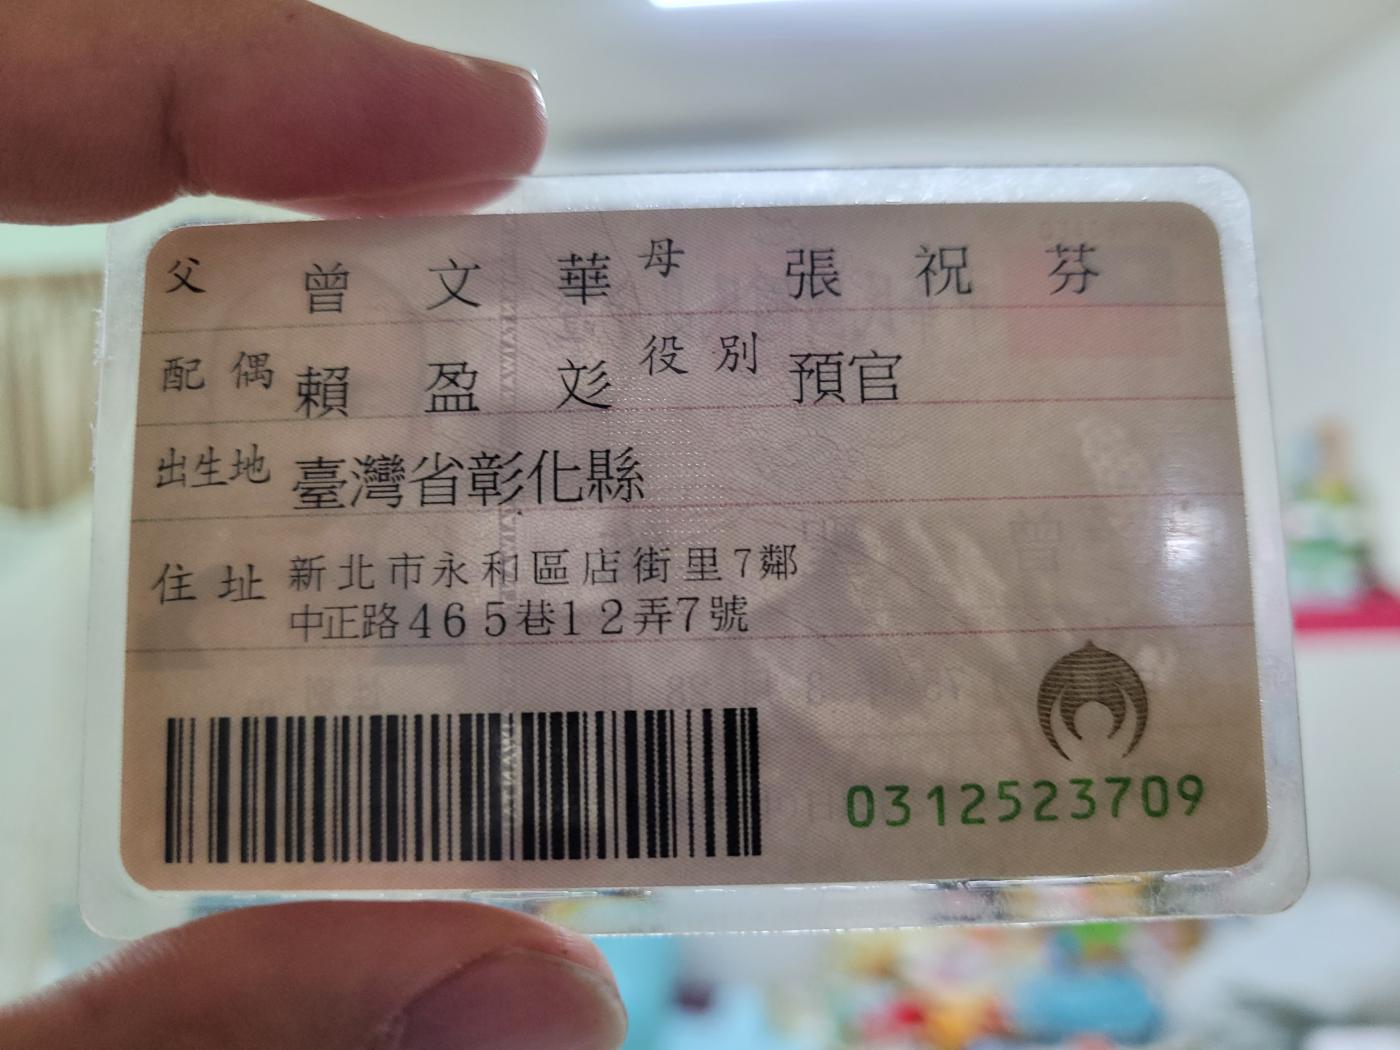 父 曾文華 母 張祝芬
配偶 賴盈彣 役別 預官
出生地 臺灣省彰化縣
住址 新北市永和區店街里7鄰
中正路465巷12弄7號
0312523709